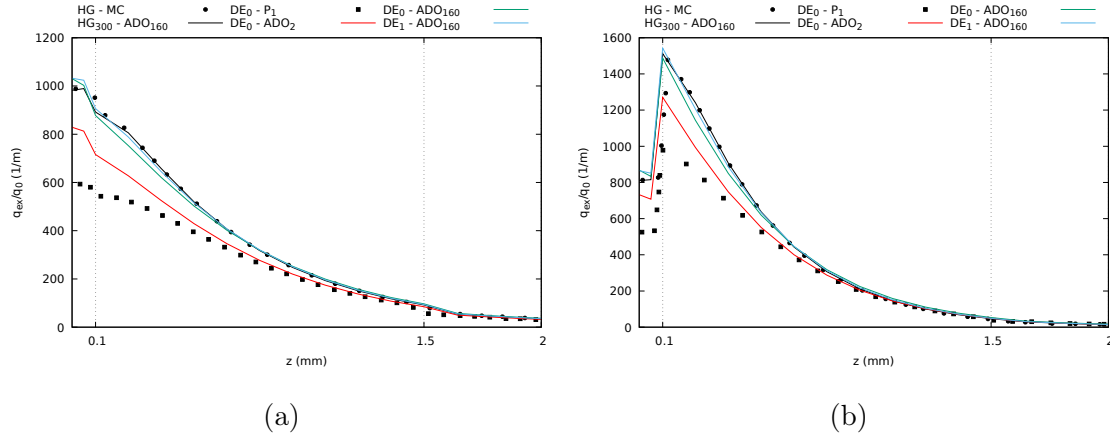 HG - MC DE0 - P1 DE0 - ADO160
HG300 - ADO160 DE0 - ADO2 DE1 - ADO160
1200
1000
800
600
400
200
0
qex/q0 (1/m)
0.1 1.5 2
z (mm)
(a)
HG - MC DE0 - P1 DE0 - ADO160
HG300 - ADO160 DE0 - ADO2 DE1 - ADO160
1600
1400
1200
1000
800
600
400
200
0
qex/q0 (1/m)
0.1 1.5 2
z (mm)
(b)